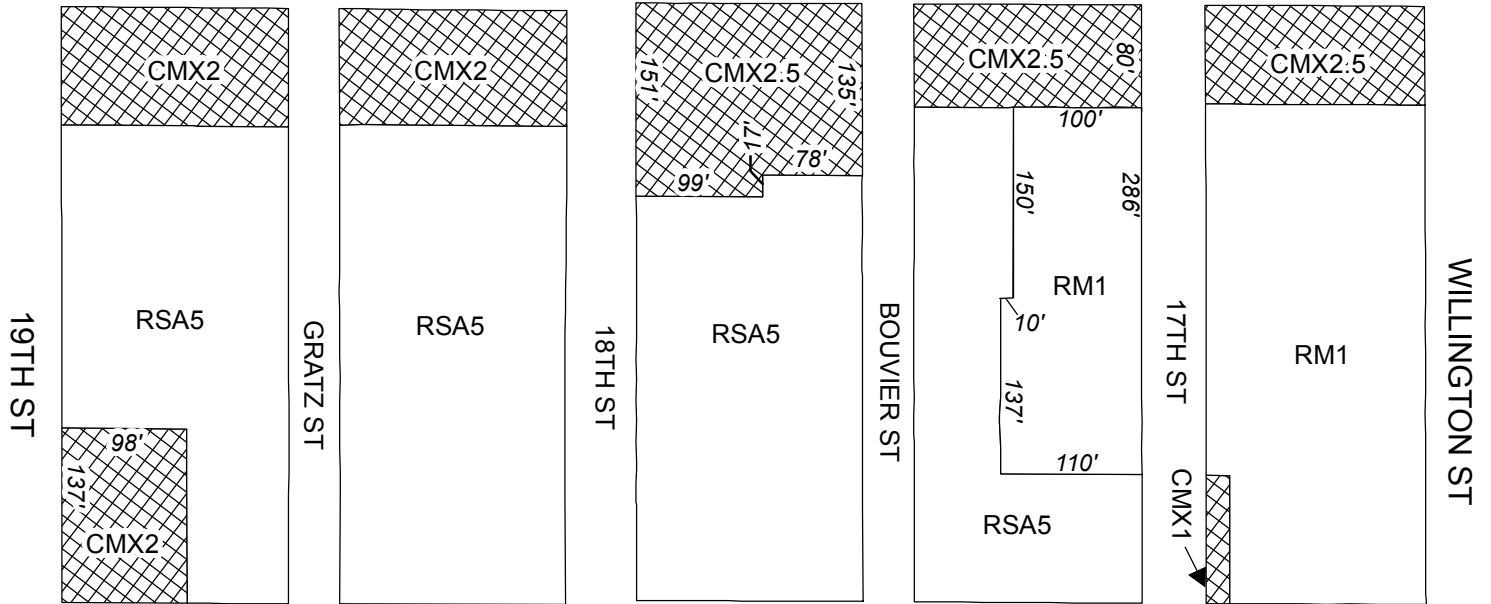 CMX2
CMX2
CMX2.5
CMX2.5
CMX2.5
151'
135'
80'
17'
99'
78'
100'
150'
286'
RSA5
RSA5
RSA5
RM1
RM1
10'
137'
110'
98'
137'
CMX2
RSA5
CMX1
19TH ST
GRATZ ST
18TH ST
BOUVIER ST
17TH ST
WILLINGTON ST